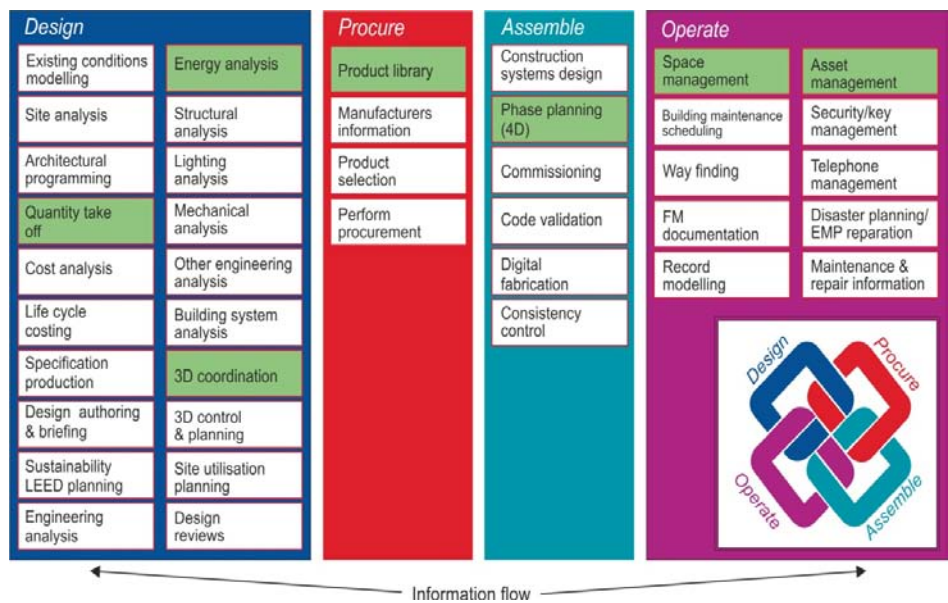 Design
Existing conditions
modelling
Site analysis
Architectural
programming
Quantity take
off
Cost analysis
Life cycle
costing
Specification
production
Design authoring
& briefing
Sustainability
LEED planning
Engineering
analysis
Energy analysis
Structural
analysis
Lighting
analysis
Mechanical
analysis
Other engineering
analysis
Building system
analysis
3D coordination
3D control
& planning
Site utilisation
planning
Design
reviews
Procure
Product library
Manufacturers
information
Product
selection
Perform
procurement
Assemble
Construction
systems design
Phase planning
(4D)
Commissioning
Code validation
Digital
fabrication
Consistency
control
Operate
Space
management
Building maintenance
scheduling
Way finding
FM
documentation
Record
modelling
Asset
management
Security/key
management
Telephone
management
Disaster planning/
EMP reparation
Maintenance &
repair information
Design
Procure
Operate
Assemble
Information flow